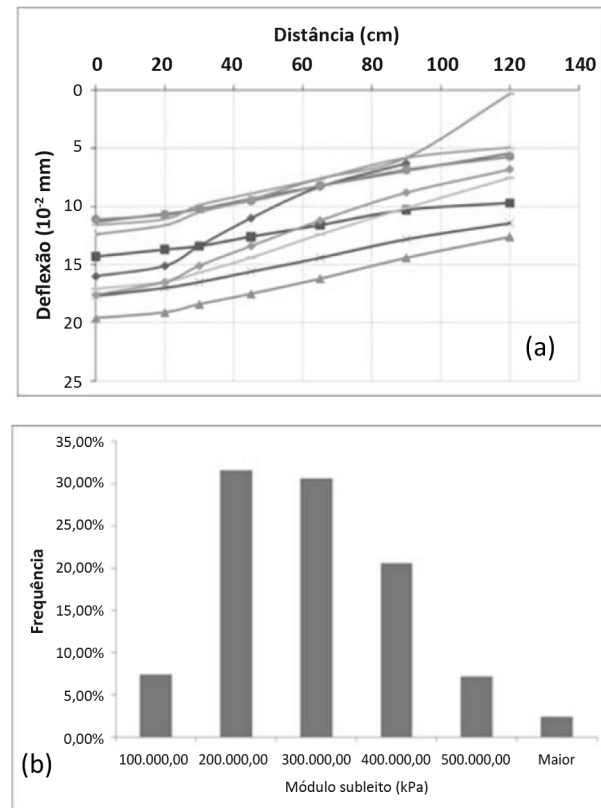 Distância (cm)
0 20 40 60 80 100 120 140
0
5
10
15
20
25
Deflexão (10⁻² mm)
(a)
35,00%
30,00%
25,00%
20,00%
15,00%
10,00%
5,00%
0,00%
Frequência
100.000,00 200.000,00 300.000,00 400.000,00 500.000,00 Maior
Módulo subleito (kPa)
(b)